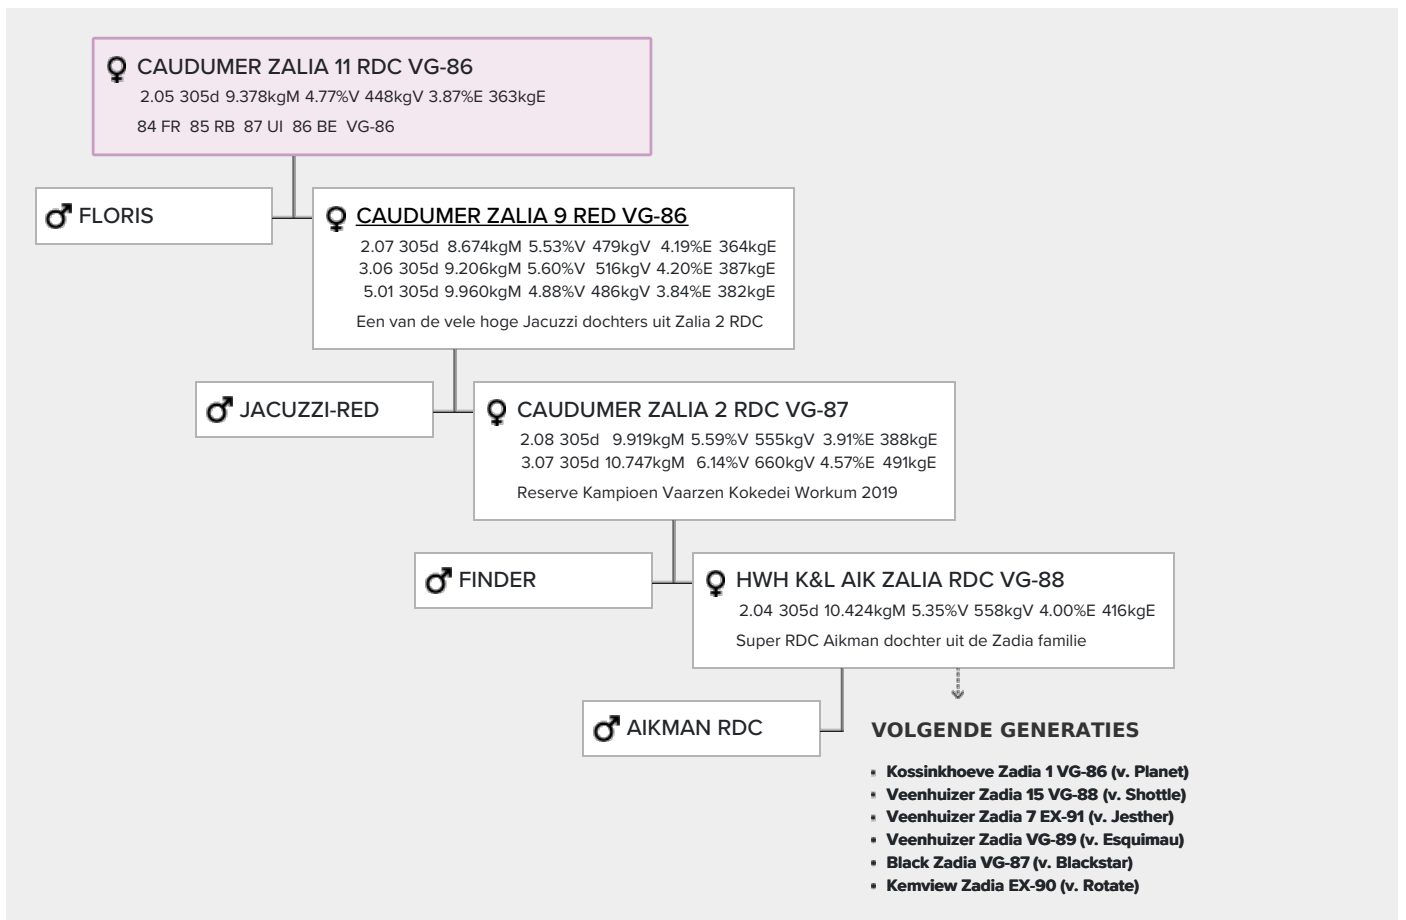 CAUDUMER ZALIA 11 RDC VG-86
2.05 305d 9.378kgM 4.77%V 448kgV 3.87%E 363kgE
84 FR 85 RB 87 UI 86 BE VG-86
FLORIS
CAUDUMER ZALIA 9 RED VG-86
2.07 305d 8.674kgM 5.53%V 479kgV 4.19%E 364kgE
3.06 305d 9.206kgM 5.60%V 516kgV 4.20%E 387kgE
5.01 305d 9.960kgM 4.88%V 486kgV 3.84%E 382kgE
Een van de vele hoge Jacuzzi dochters uit Zalia 2 RDC
JACUZZI-RED
CAUDUMER ZALIA 2 RDC VG-87
2.08 305d 9.919kgM 5.59%V 555kgV 3.91%E 388kgE
3.07 305d 10.747kgM 6.14%V 660kgV 4.57%E 491kgE
Reserve Kampioen Vaarzen Kokedei Workum 2019
FINDER
HWH K&L AIK ZALIA RDC VG-88
2.04 305d 10.424kgM 5.35%V 558kgV 4.00%E 416kgE
Super RDC Aikman dochter uit de Zadia familie
AIKMAN RDC
VOLGENDE GENERATIES
Kossinkhoeve Zadia 1 VG-86 (v. Planet)
Veenhuizer Zadia 15 VG-88 (v. Shottle)
Veenhuizer Zadia 7 EX-91 (v. Jesther)
Veenhuizer Zadia VG-89 (v. Esquimau)
Black Zadia VG-87 (v. Blackstar)
Kemview Zadia EX-90 (v. Rotate)